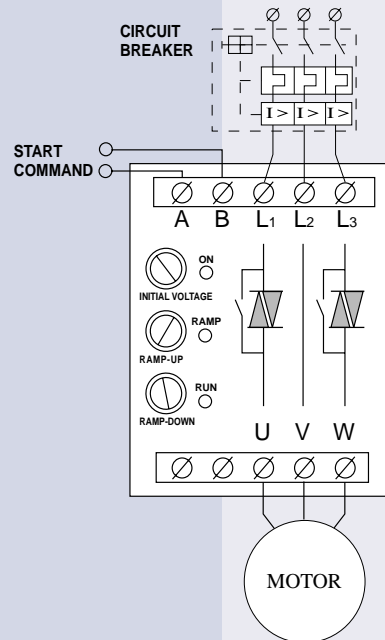 CIRCUIT
BREAKER
I > I > I >
START
COMMAND
A B L1 L2 L3
ON
INITIAL VOLTAGE
RAMP
RAMP-UP
RUN
RAMP-DOWN
U V W
MOTOR